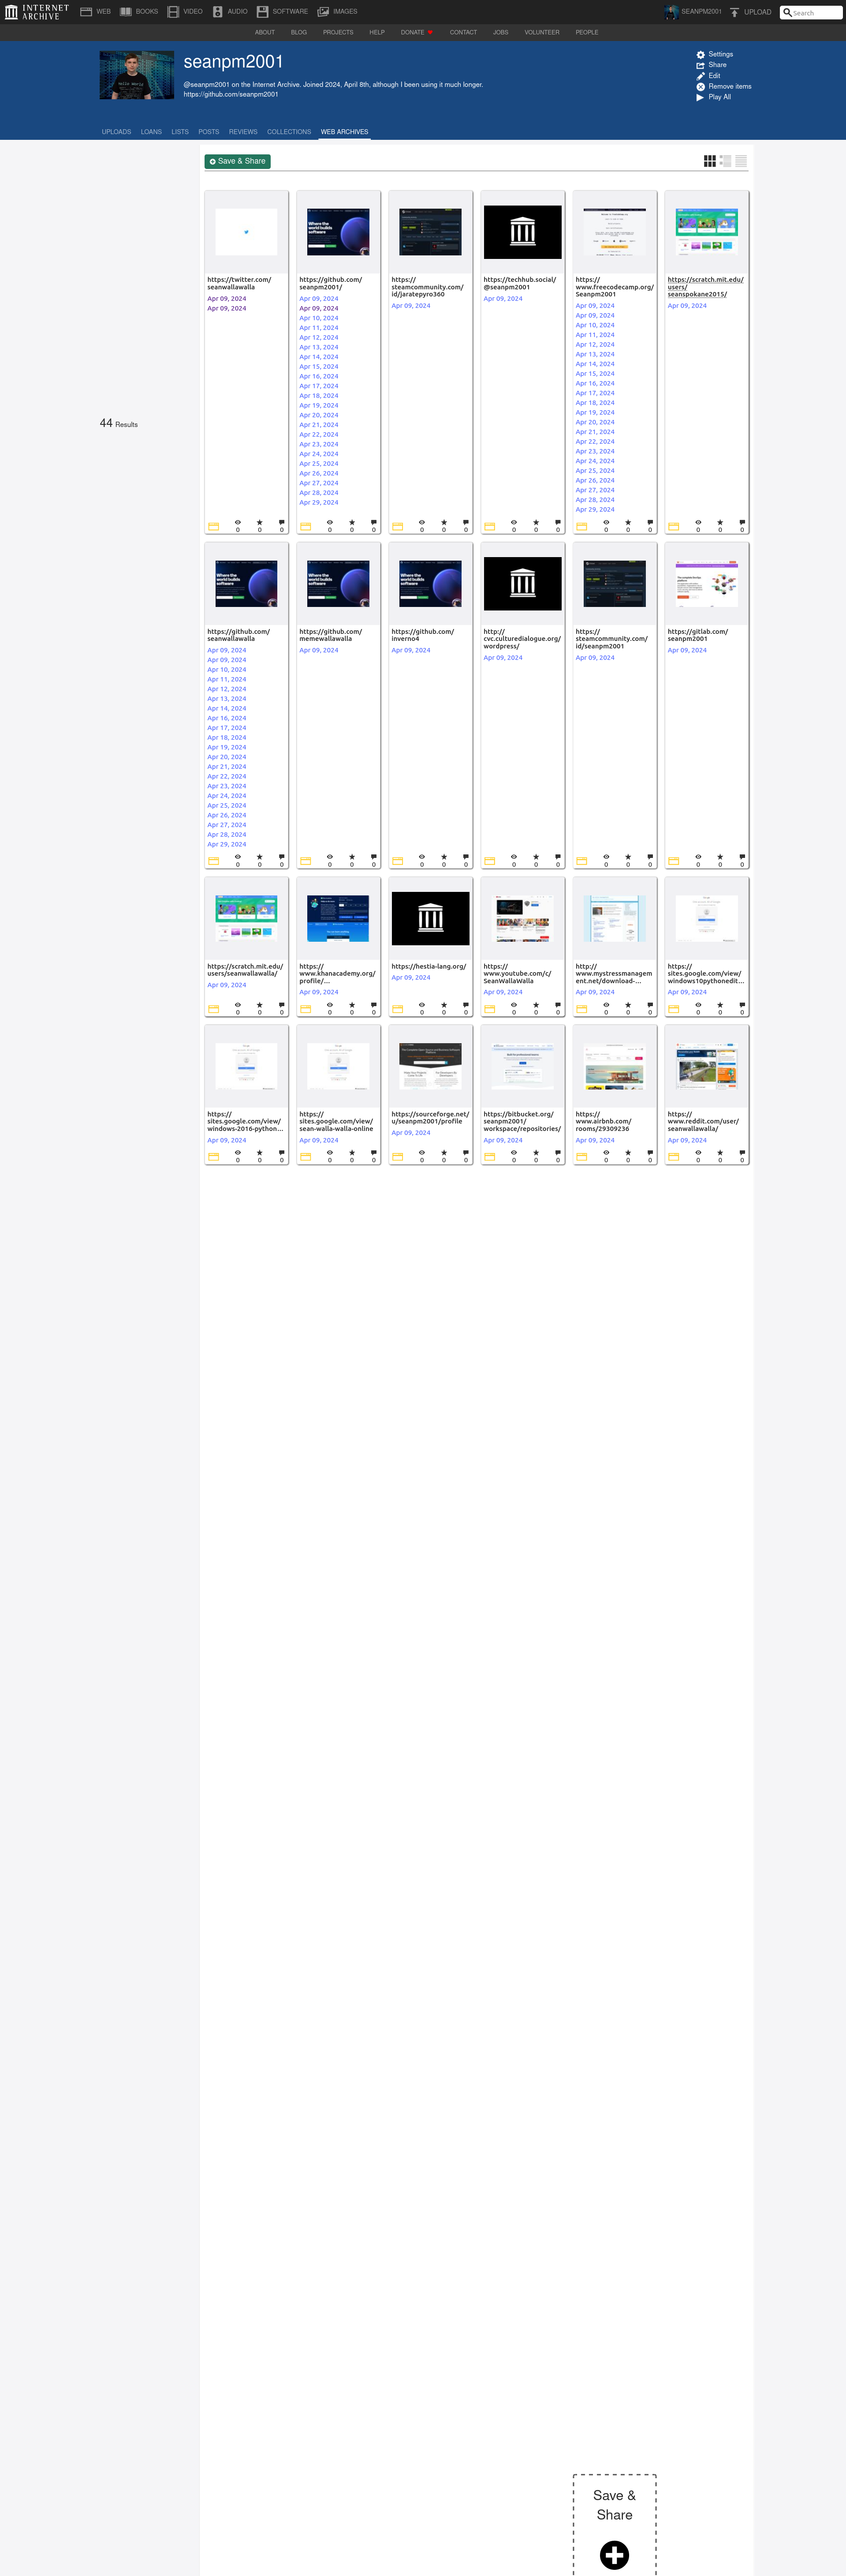 INTERNET
ARCHIVE
WEB
BOOKS
VIDEO
AUDIO
SOFTWARE
IMAGES
SEANPM2001
UPLOAD
Search
ABOUT
BLOG
PROJECTS
HELP
DONATE
CONTACT
JOBS
VOLUNTEER
PEOPLE
seanpm2001
@seanpm2001 on the Internet Archive. Joined 2024, April 8th, although I been using it much longer.
https://github.com/seanpm2001
Settings
Share
Edit
Remove items
Play All
UPLOADS
LOANS
LISTS
POSTS
REVIEWS
COLLECTIONS
WEB ARCHIVES
44 Results
Save & Share
https://twitter.com/
seanwallawalla
Apr 09, 2024
Apr 09, 2024
0 0 0
Where the
world builds
software
https://github.com/
seanpm2001/
Apr 09, 2024
Apr 09, 2024
Apr 10, 2024
Apr 11, 2024
Apr 12, 2024
Apr 13, 2024
Apr 14, 2024
Apr 15, 2024
Apr 16, 2024
Apr 17, 2024
Apr 18, 2024
Apr 19, 2024
Apr 20, 2024
Apr 21, 2024
Apr 22, 2024
Apr 23, 2024
Apr 24, 2024
Apr 25, 2024
Apr 26, 2024
Apr 27, 2024
Apr 28, 2024
Apr 29, 2024
0 0 0
https://
steamcommunity.com/
id/jaratepyro360
Apr 09, 2024
0 0 0
https://techhub.social/
@seanpm2001
Apr 09, 2024
0 0 0
https://
www.freecodecamp.org/
Seanpm2001
Apr 09, 2024
Apr 09, 2024
Apr 10, 2024
Apr 11, 2024
Apr 12, 2024
Apr 13, 2024
Apr 14, 2024
Apr 15, 2024
Apr 16, 2024
Apr 17, 2024
Apr 18, 2024
Apr 19, 2024
Apr 20, 2024
Apr 21, 2024
Apr 22, 2024
Apr 23, 2024
Apr 24, 2024
Apr 25, 2024
Apr 26, 2024
Apr 27, 2024
Apr 28, 2024
Apr 29, 2024
0 0 0
https://scratch.mit.edu/
users/
seanspokane2015/
Apr 09, 2024
0 0 0
Where the
world builds
software
https://github.com/
seanwallawalla
Apr 09, 2024
Apr 09, 2024
Apr 10, 2024
Apr 11, 2024
Apr 12, 2024
Apr 13, 2024
Apr 14, 2024
Apr 16, 2024
Apr 17, 2024
Apr 18, 2024
Apr 19, 2024
Apr 20, 2024
Apr 21, 2024
Apr 22, 2024
Apr 23, 2024
Apr 24, 2024
Apr 25, 2024
Apr 26, 2024
Apr 27, 2024
Apr 28, 2024
Apr 29, 2024
0 0 0
Where the
world builds
software
https://github.com/
memewallawalla
Apr 09, 2024
0 0 0
Where the
world builds
software
https://github.com/
inverno4
Apr 09, 2024
0 0 0
http://
cvc.culturedialogue.org/
wordpress/
Apr 09, 2024
0 0 0
https://
steamcommunity.com/
id/seanpm2001
Apr 09, 2024
0 0 0
https://gitlab.com/
seanpm2001
Apr 09, 2024
0 0 0
https://scratch.mit.edu/
users/seanwallawalla/
Apr 09, 2024
0 0 0
https://
www.khanacademy.org/
profile/...
Apr 09, 2024
0 0 0
https://hestia-lang.org/
Apr 09, 2024
0 0 0
https://
www.youtube.com/c/
SeanWallaWalla
Apr 09, 2024
0 0 0
http://
www.mystressmanagem
ent.net/download-...
Apr 09, 2024
0 0 0
https://
sites.google.com/view/
windows10pythonedit...
Apr 09, 2024
0 0 0
https://
sites.google.com/view/
windows-2016-python...
Apr 09, 2024
0 0 0
https://
sites.google.com/view/
sean-walla-walla-online
Apr 09, 2024
0 0 0
https://sourceforge.net/
u/seanpm2001/profile
Apr 09, 2024
0 0 0
https://bitbucket.org/
seanpm2001/
workspace/repositories/
Apr 09, 2024
0 0 0
https://
www.airbnb.com/
rooms/29309236
Apr 09, 2024
0 0 0
https://
www.reddit.com/user/
seanwallawalla/
Apr 09, 2024
0 0 0
Save &
Share